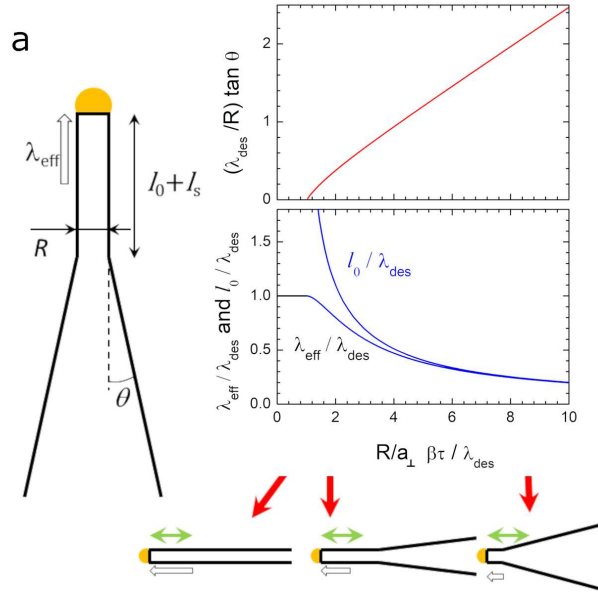 a
λeff
l0+ls
R
θ
(λdes/R) tan θ
2
1
0
λeff/λdes and l0/λdes
1.5
1.0
0.5
0.0
l0/λdes
λeff/λdes
0 2 4 6 8 10
R/a⊥ βτ/λdes